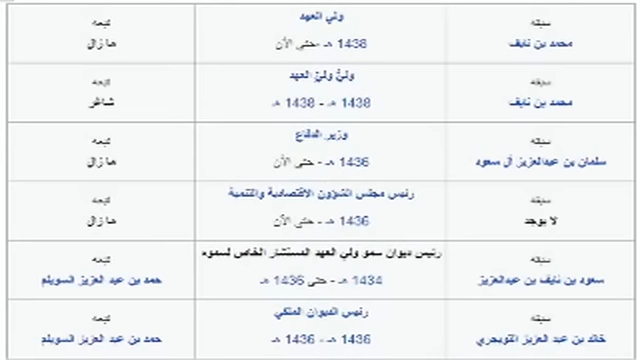 سبقه
ولي العهد
تبعه
محمد بن نايف
1438 هـ -حتى الآن
ما زال
سبقه
وليُّ وليِّ العهد
تبعه
محمد بن نايف
1438 هـ - 1438 هـ
شاغر
سبقه
وزير الدفاع
تبعه
سلمان بن عبدالعزيز آل سعود
1436 هـ - حتى الآن
ما زال
سبقه
رئيس مجلس الشؤون الاقتصادية والتنمية
تبعه
لا يوجد
1436 هـ - حتى الآن
ما زال
سبقه
رئيس ديوان سمو ولي العهد المستشار الخاص لسموه
تبعه
سعود بن نايف بن عبدالعزيز
1434 هـ - حتى 1436 هـ
حمد بن عبد العزيز السويلم
سبقه
رئيس الديوان الملكي
تبعه
خالد بن عبد العزيز التويجري
1436 هـ - 1436 هـ
حمد بن عبد العزيز السويلم